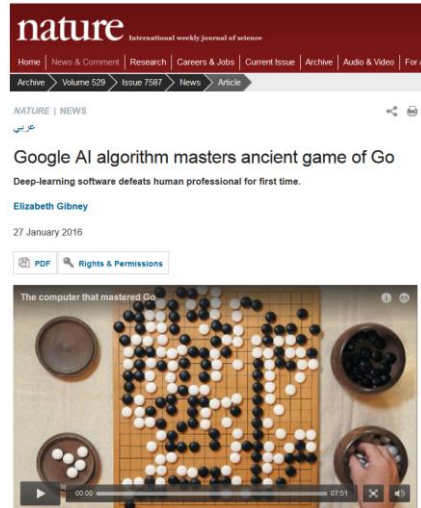 nature International weekly journal of science
Home | News & Comment | Research | Careers & Jobs | Current Issue | Archive | Audio & Video | For
Archive Volume 529 Issue 7587 News Article
NATURE | NEWS
عربي
Google AI algorithm masters ancient game of Go
Deep-learning software defeats human professional for first time.
Elizabeth Gibney
27 January 2016
PDF Rights & Permissions
The computer that mastered Go
00:00 07:51